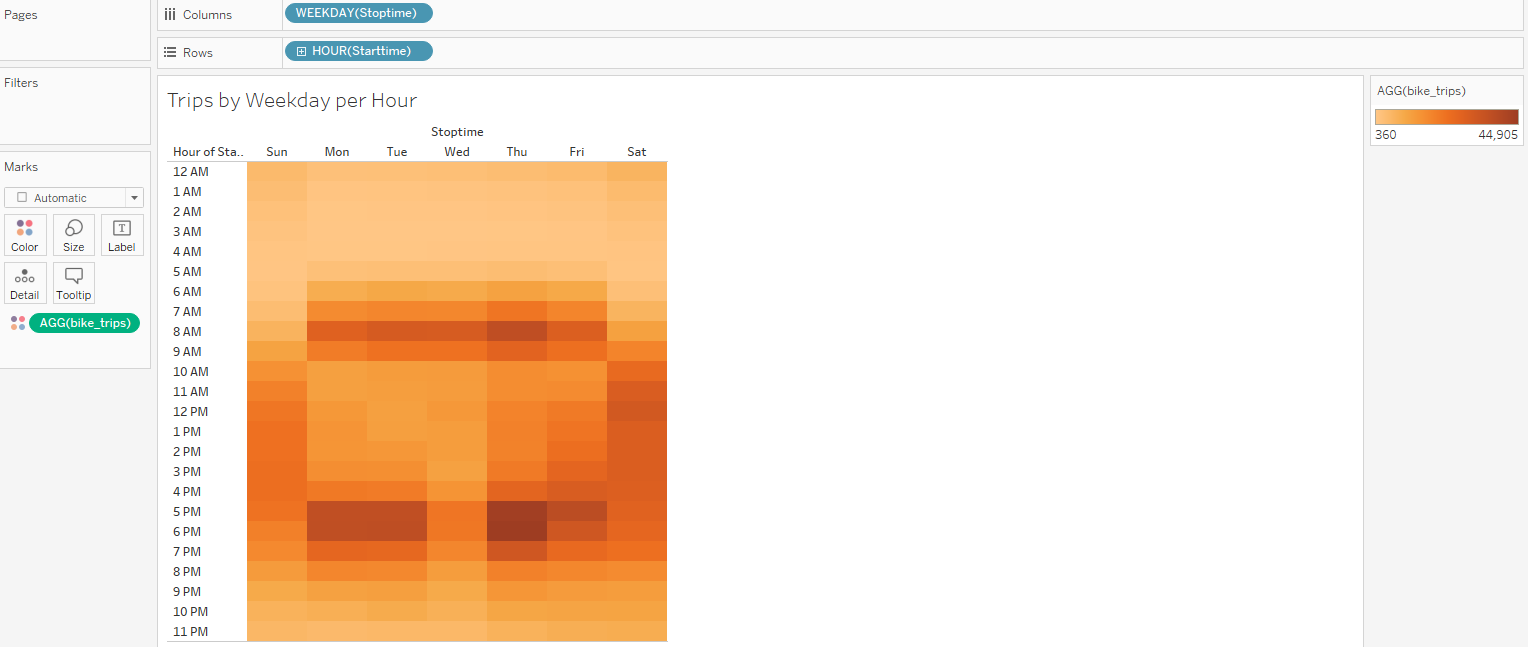 Pages
Columns
WEEKDAY(Stoptime)
Rows
HOUR(Starttime)
Filters
Marks
Automatic
Color Size Label
Detail Tooltip
AGG(bike_trips)
Trips by Weekday per Hour
Stoptime
Hour of Sta.. Sun Mon Tue Wed Thu Fri Sat
12 AM
1 AM
2 AM
3 AM
4 AM
5 AM
6 AM
7 AM
8 AM
9 AM
10 AM
11 AM
12 PM
1 PM
2 PM
3 PM
4 PM
5 PM
6 PM
7 PM
8 PM
9 PM
10 PM
11 PM
AGG(bike_trips)
360 44,905